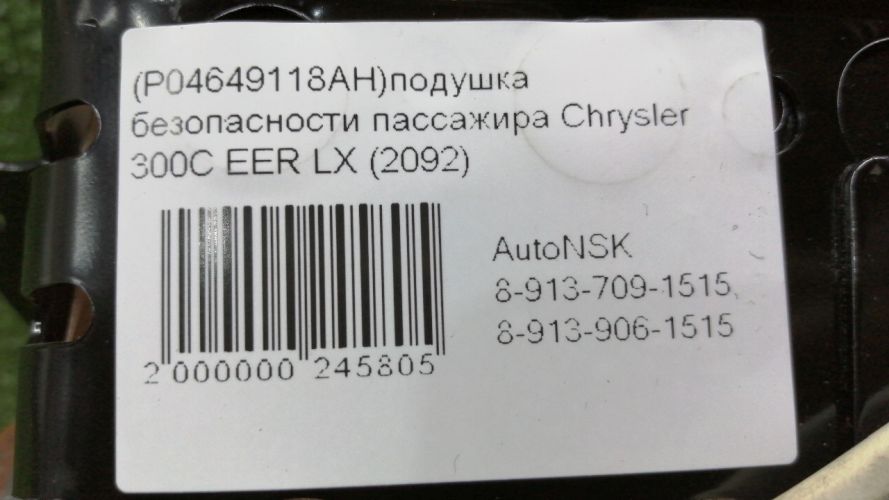 (P04649118AH)подушка
безопасности пассажира Chrysler
300C EER LX (2092)
AutoNSK
8-913-709-1515,
8-913-906-1515
2 000000 245805